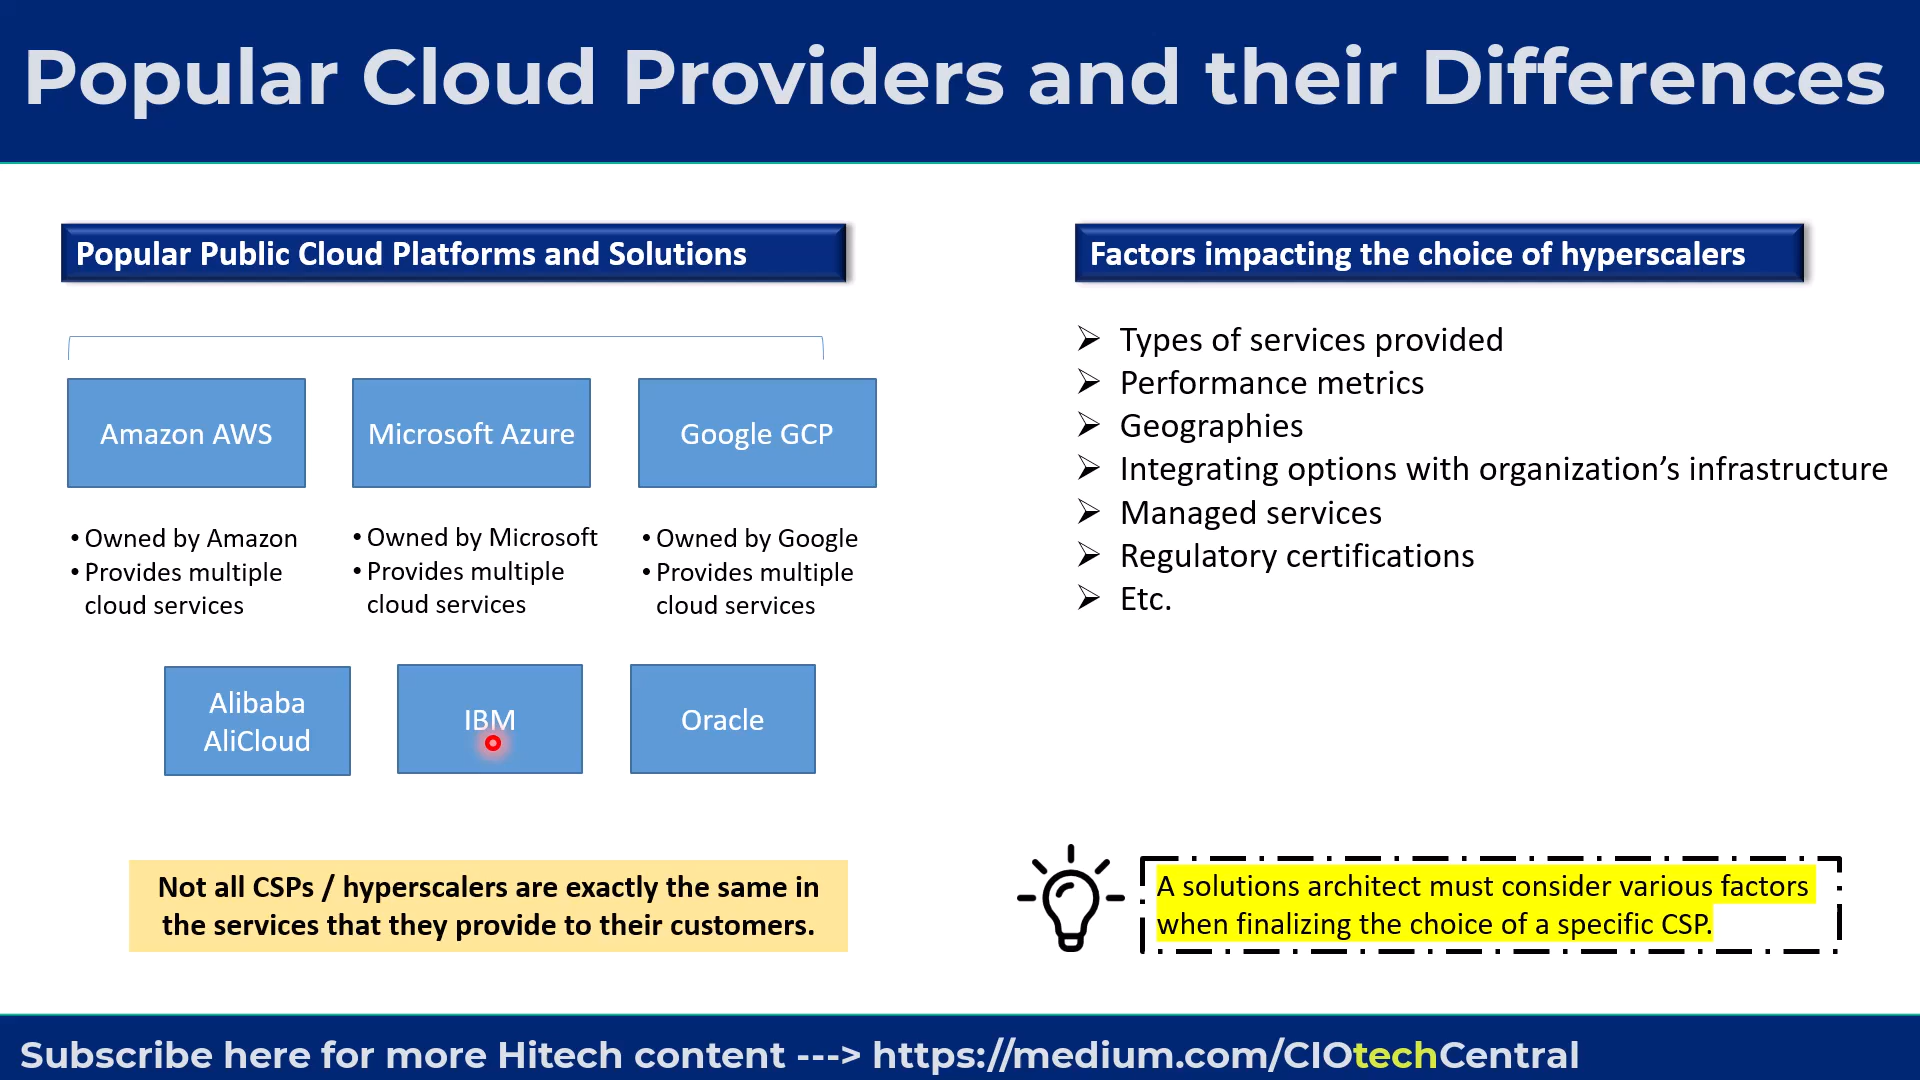 Popular Cloud Providers and their Differences
Popular Public Cloud Platforms and Solutions
Amazon AWS
Microsoft Azure
Google GCP
• Owned by Amazon
• Provides multiple
cloud services
• Owned by Microsoft
• Provides multiple
cloud services
• Owned by Google
• Provides multiple
cloud services
Alibaba
AliCloud
IBM
Oracle
Not all CSPs / hyperscalers are exactly the same in
the services that they provide to their customers.
Factors impacting the choice of hyperscalers
➢ Types of services provided
➢ Performance metrics
➢ Geographies
➢ Integrating options with organization’s infrastructure
➢ Managed services
➢ Regulatory certifications
➢ Etc.
A solutions architect must consider various factors
when finalizing the choice of a specific CSP.
Subscribe here for more Hitech content ---> https://medium.com/CIOtechCentral